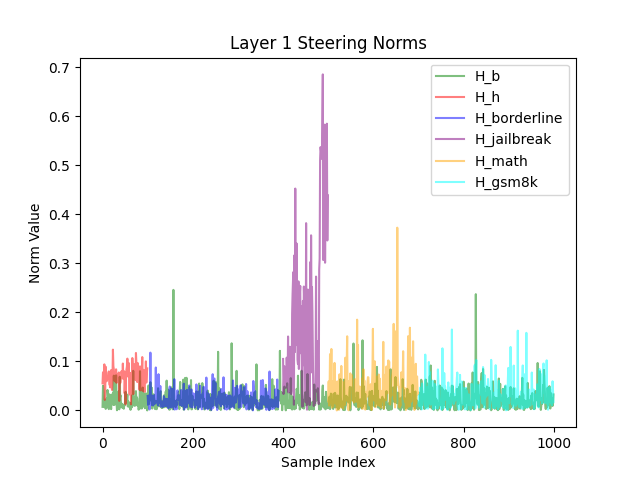 Layer 1 Steering Norms
Norm Value
0.7
0.6
0.5
0.4
0.3
0.2
0.1
0.0
H_b
H_h
H_borderline
H_jailbreak
H_math
H_gsm8k
0 200 400 600 800 1000
Sample Index